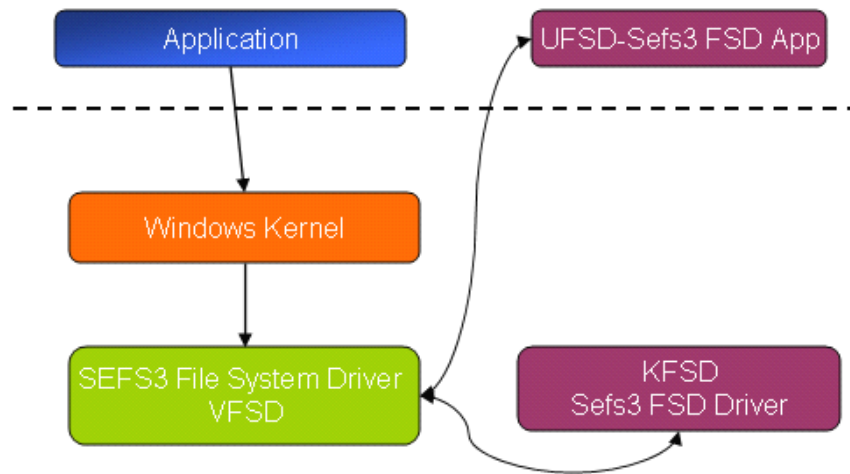 Application
UFSD-Sefs3 FSD App
Windows Kernel
SEFS3 File System Driver
VFSD
KFSD
Sefs3 FSD Driver